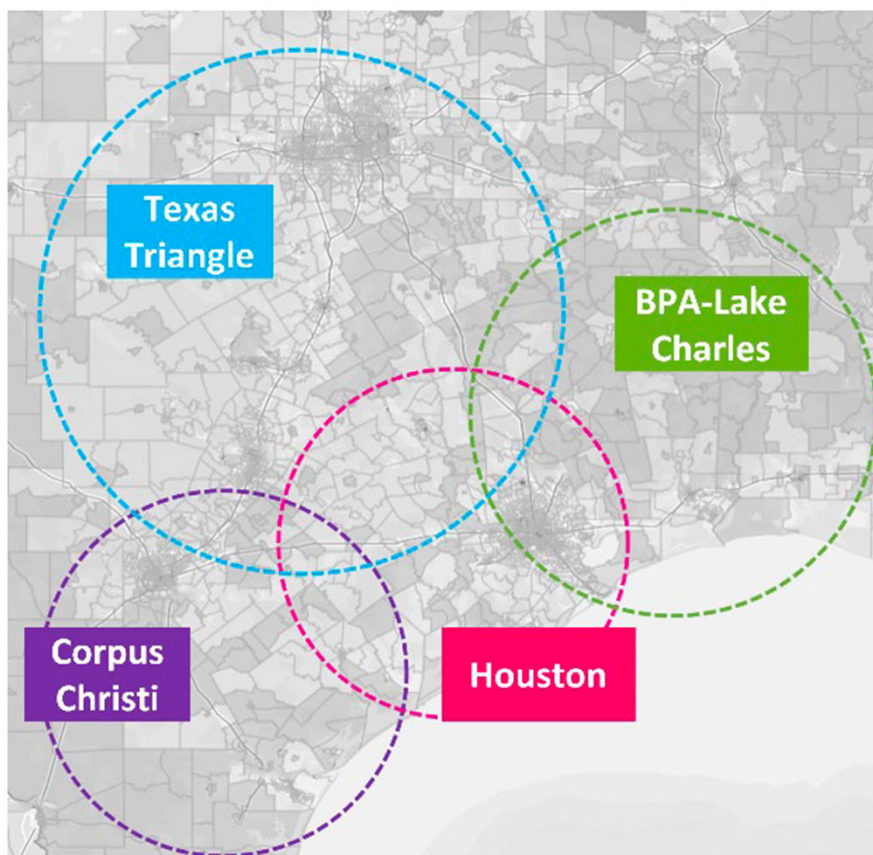 Texas
Triangle
BPA-Lake
Charles
Corpus
Christi
Houston